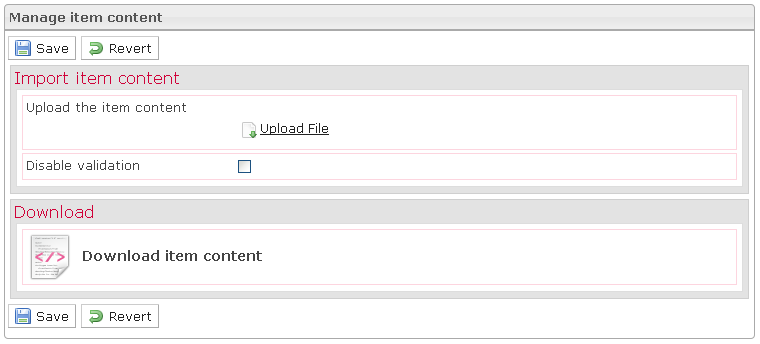 Manage item content
Save Revert
Import item content
Upload the item content
Upload File
Disable validation
Download
</> Download item content
Save Revert